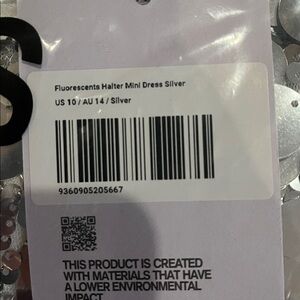 Fluorescents Halter Mini Dress Silver
US 10 / AU 14 / Silver
9360905205667
THIS PRODUCT IS CREATED
WITH MATERIALS THAT HAVE
A LOWER ENVIRONMENTAL
IMPACT